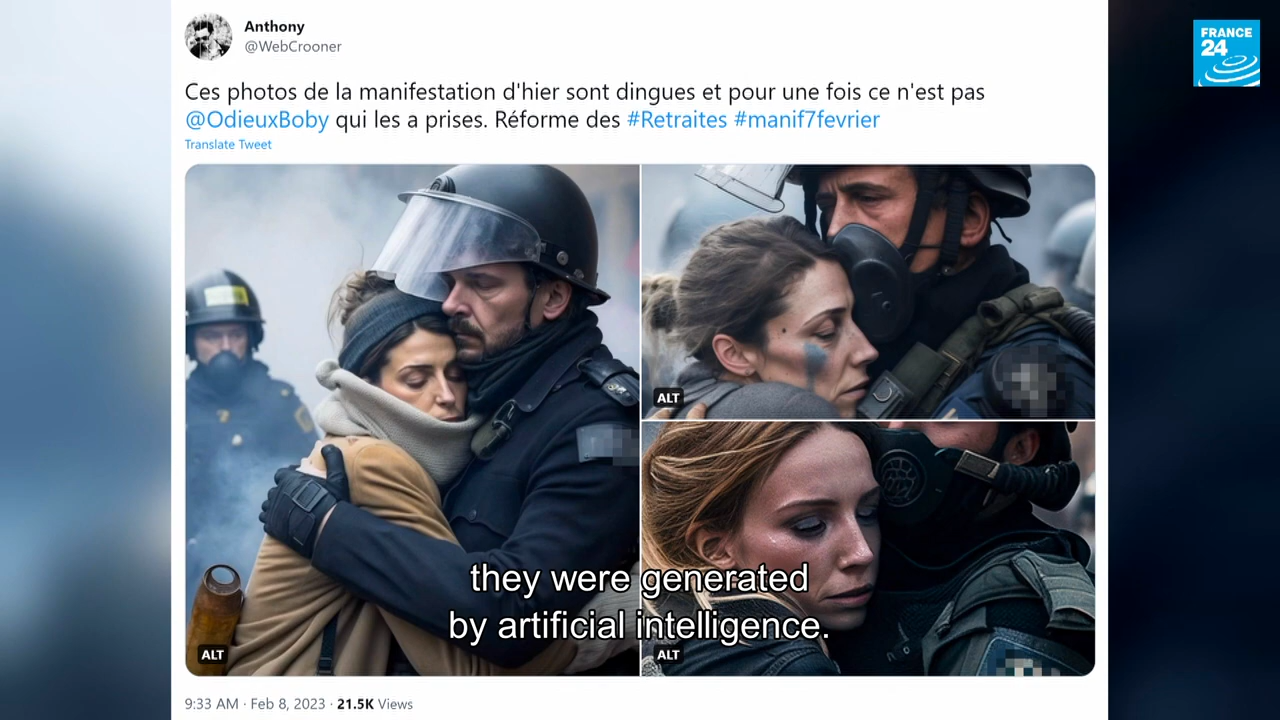 Anthony
@WebCrooner
FRANCE
24
Ces photos de la manifestation d'hier sont dingues et pour une fois ce n'est pas
@OdieuxBoby qui les a prises. Réforme des #Retraites #manif7fevrier
Translate Tweet
ALT
they were generated
by artificial intelligence.
ALT
ALT
9:33 AM · Feb 8, 2023 · 21.5K Views